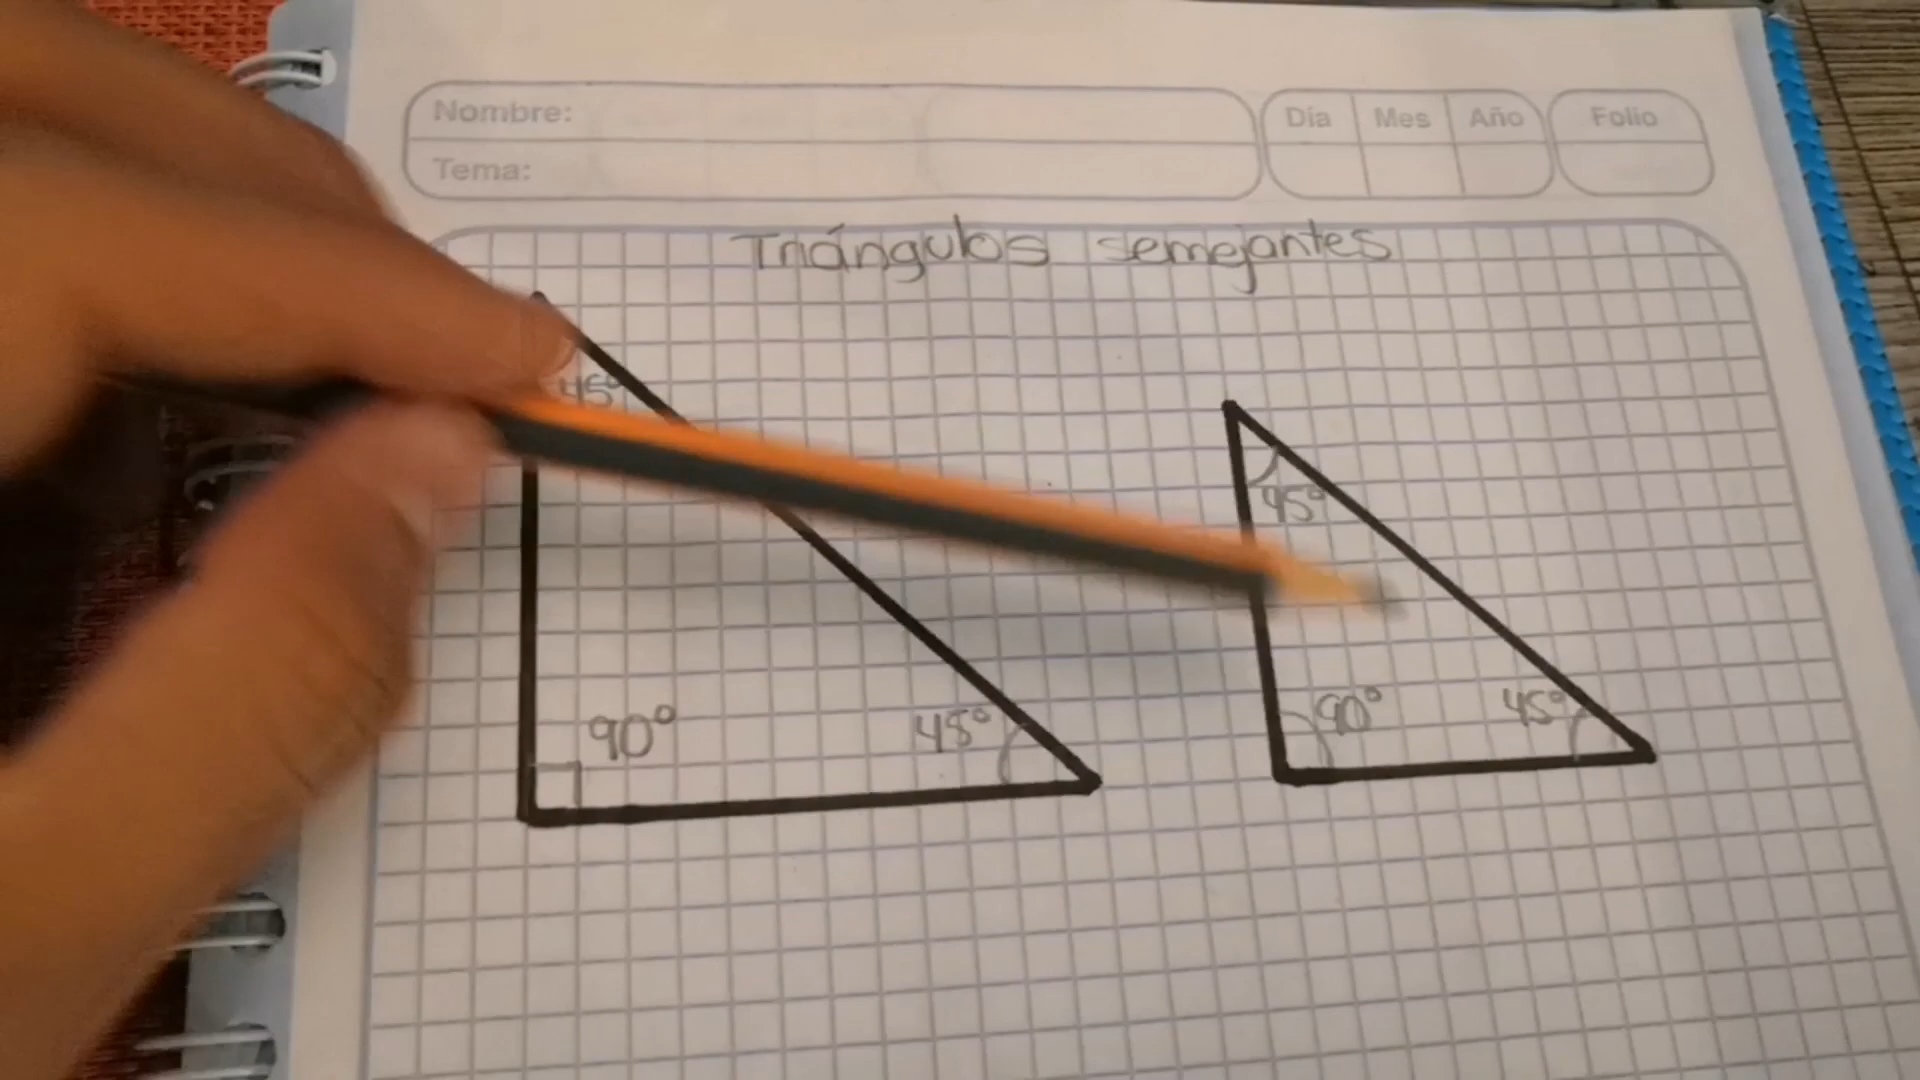 Nombre:
Día Mes Año Folio
Tema:
Triángulos semejantes
45°
45°
90° 45°
90° 45°